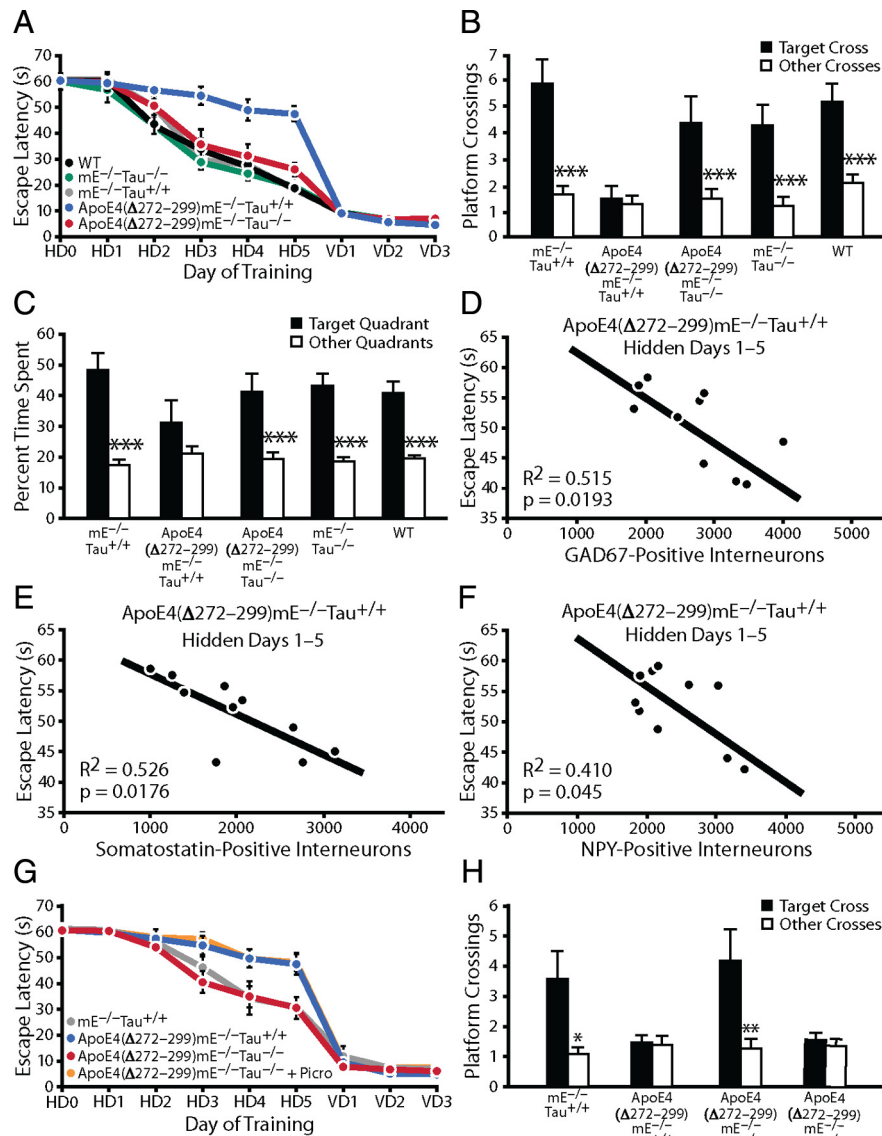 A
Escape Latency (s)
70
60
50
40
30
20
10
0
WT
mE−/−Tau−/−
mE−/−Tau+/+
ApoE4(Δ272–299)mE−/−Tau+/+
ApoE4(Δ272–299)mE−/−Tau−/−
HD0 HD1 HD2 HD3 HD4 HD5 VD1 VD2 VD3
Day of Training
B
Platform Crossings
7
6
5
4
3
2
1
0
Target Cross
Other Crosses
*** *** *** ***
mE−/− ApoE4 ApoE4 mE−/− WT
Tau+/+ (Δ272–299) (Δ272–299) Tau−/−
mE−/− mE−/−
Tau+/+ Tau−/−
C
Percent Time Spent
60
50
40
30
20
10
0
Target Quadrant
Other Quadrants
*** *** *** ***
mE−/− ApoE4 ApoE4 mE−/− WT
Tau+/+ (Δ272–299) (Δ272–299) Tau−/−
mE−/− mE−/−
Tau+/+ Tau−/−
D
ApoE4(Δ272–299)mE−/−Tau+/+
Hidden Days 1–5
Escape Latency (s)
65
60
55
50
45
40
35
R2 = 0.515
p = 0.0193
0 1000 2000 3000 4000 5000
GAD67-Positive Interneurons
E
ApoE4(Δ272–299)mE−/−Tau+/+
Hidden Days 1–5
Escape Latency (s)
65
60
55
50
45
40
35
R2 = 0.526
p = 0.0176
0 1000 2000 3000 4000
Somatostatin-Positive Interneurons
F
ApoE4(Δ272–299)mE−/−Tau+/+
Hidden Days 1–5
Escape Latency (s)
65
60
55
50
45
40
35
R2 = 0.410
p = 0.045
0 1000 2000 3000 4000 5000
NPY-Positive Interneurons
G
Escape Latency (s)
70
60
50
40
30
20
10
0
mE−/−Tau+/+
ApoE4(Δ272–299)mE−/−Tau+/+
ApoE4(Δ272–299)mE−/−Tau−/−
ApoE4(Δ272–299)mE−/−Tau−/− + Picro
HD0 HD1 HD2 HD3 HD4 HD5 VD1 VD2 VD3
Day of Training
H
Platform Crossings
6
5
4
3
2
1
0
Target Cross
Other Crosses
* **
mE−/− ApoE4 ApoE4 ApoE4
Tau+/+ (Δ272–299) (Δ272–299) (Δ272–299)
mE−/− mE−/− mE−/−